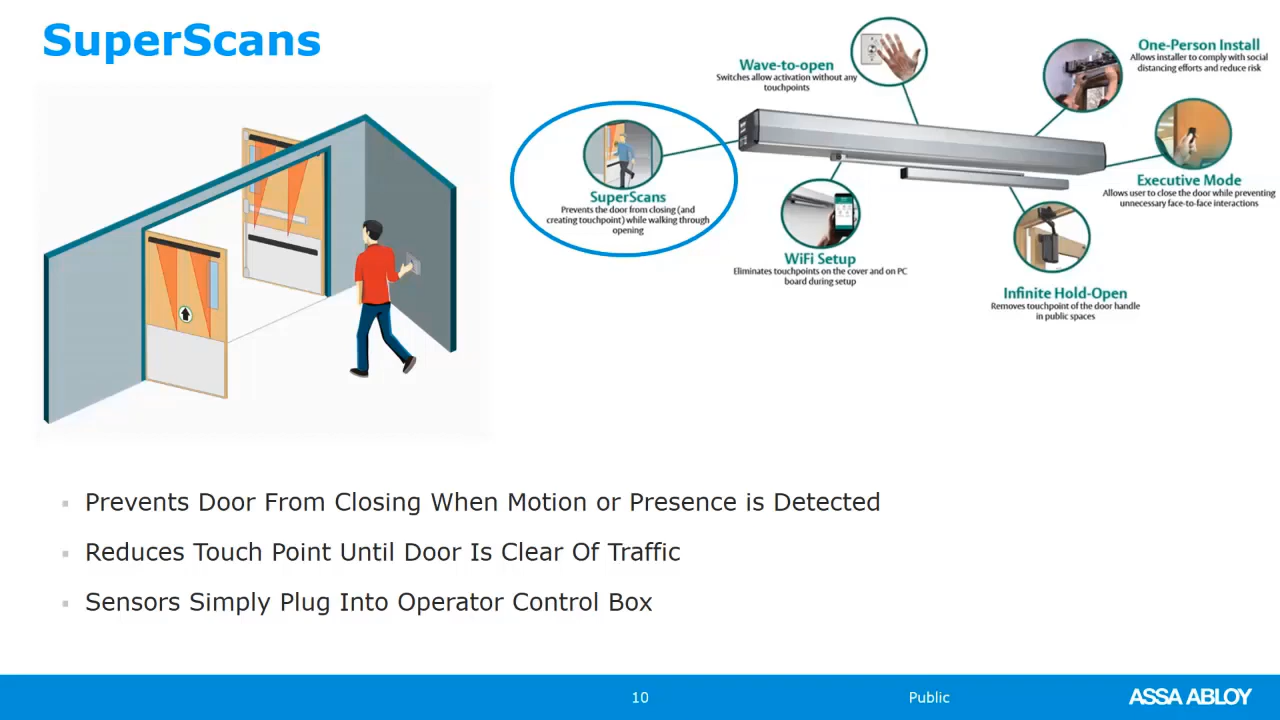 SuperScans
Wave-to-open
Switches allow activation without any
touchpoints
One-Person Install
Allows installer to comply with social
distancing efforts and reduce risk
SuperScans
Prevents the door from closing (and
creating touchpoint) while walking through
opening
Executive Mode
Allows user to close the door while preventing
unnecessary face-to-face interactions
WiFi Setup
Eliminates touchpoints on the cover and on PC
board during setup
Infinite Hold-Open
Removes touchpoint of the door handle
in public spaces
Prevents Door From Closing When Motion or Presence is Detected
Reduces Touch Point Until Door Is Clear Of Traffic
Sensors Simply Plug Into Operator Control Box
10
Public
ASSA ABLOY